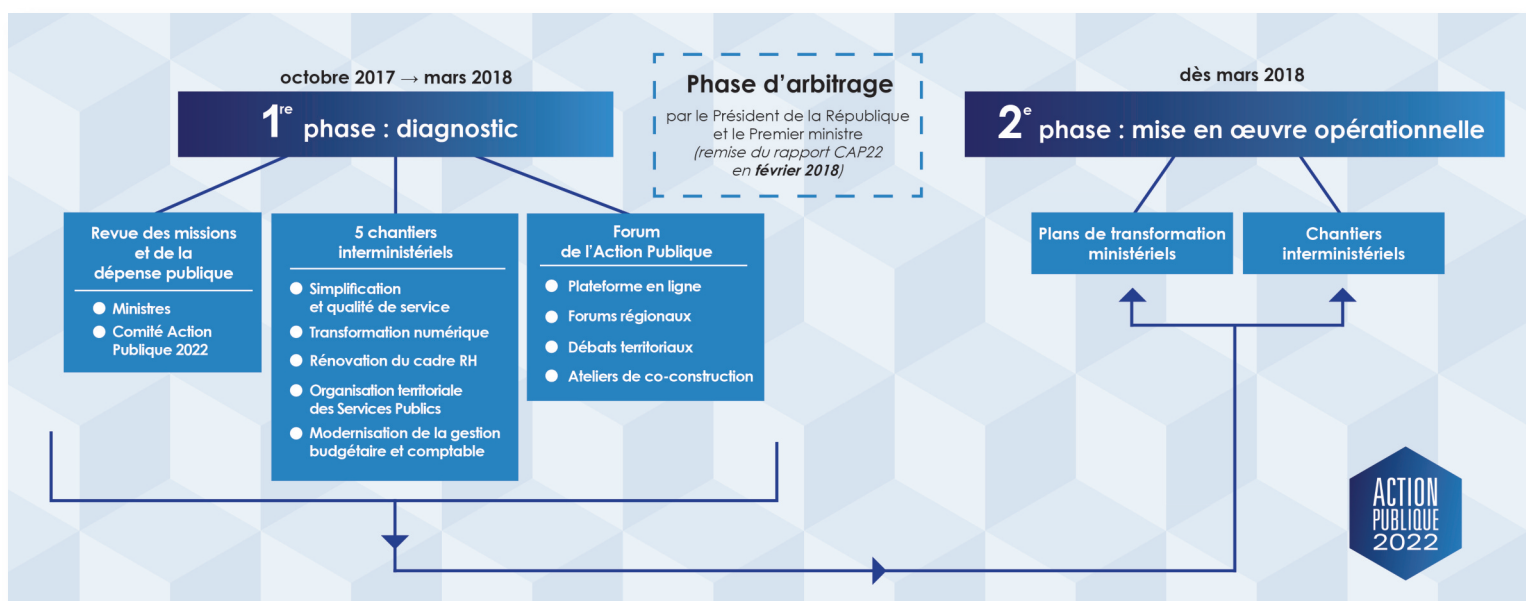 octobre 2017 → mars 2018
1re phase : diagnostic
Revue des missions
et de la
dépense publique
Ministres
Comité Action
Publique 2022
5 chantiers
interministériels
Simplification
et qualité de service
Transformation numérique
Rénovation du cadre RH
Organisation territoriale
des Services Publics
Modernisation de la gestion
budgétaire et comptable
Forum
de l'Action Publique
Plateforme en ligne
Forums régionaux
Débats territoriaux
Ateliers de co-construction
Phase d'arbitrage
par le Président de la République
et le Premier ministre
(remise du rapport CAP22
en février 2018)
dès mars 2018
2e phase : mise en œuvre opérationnelle
Plans de transformation
ministériels
Chantiers
interministériels
ACTION
PUBLIQUE
2022